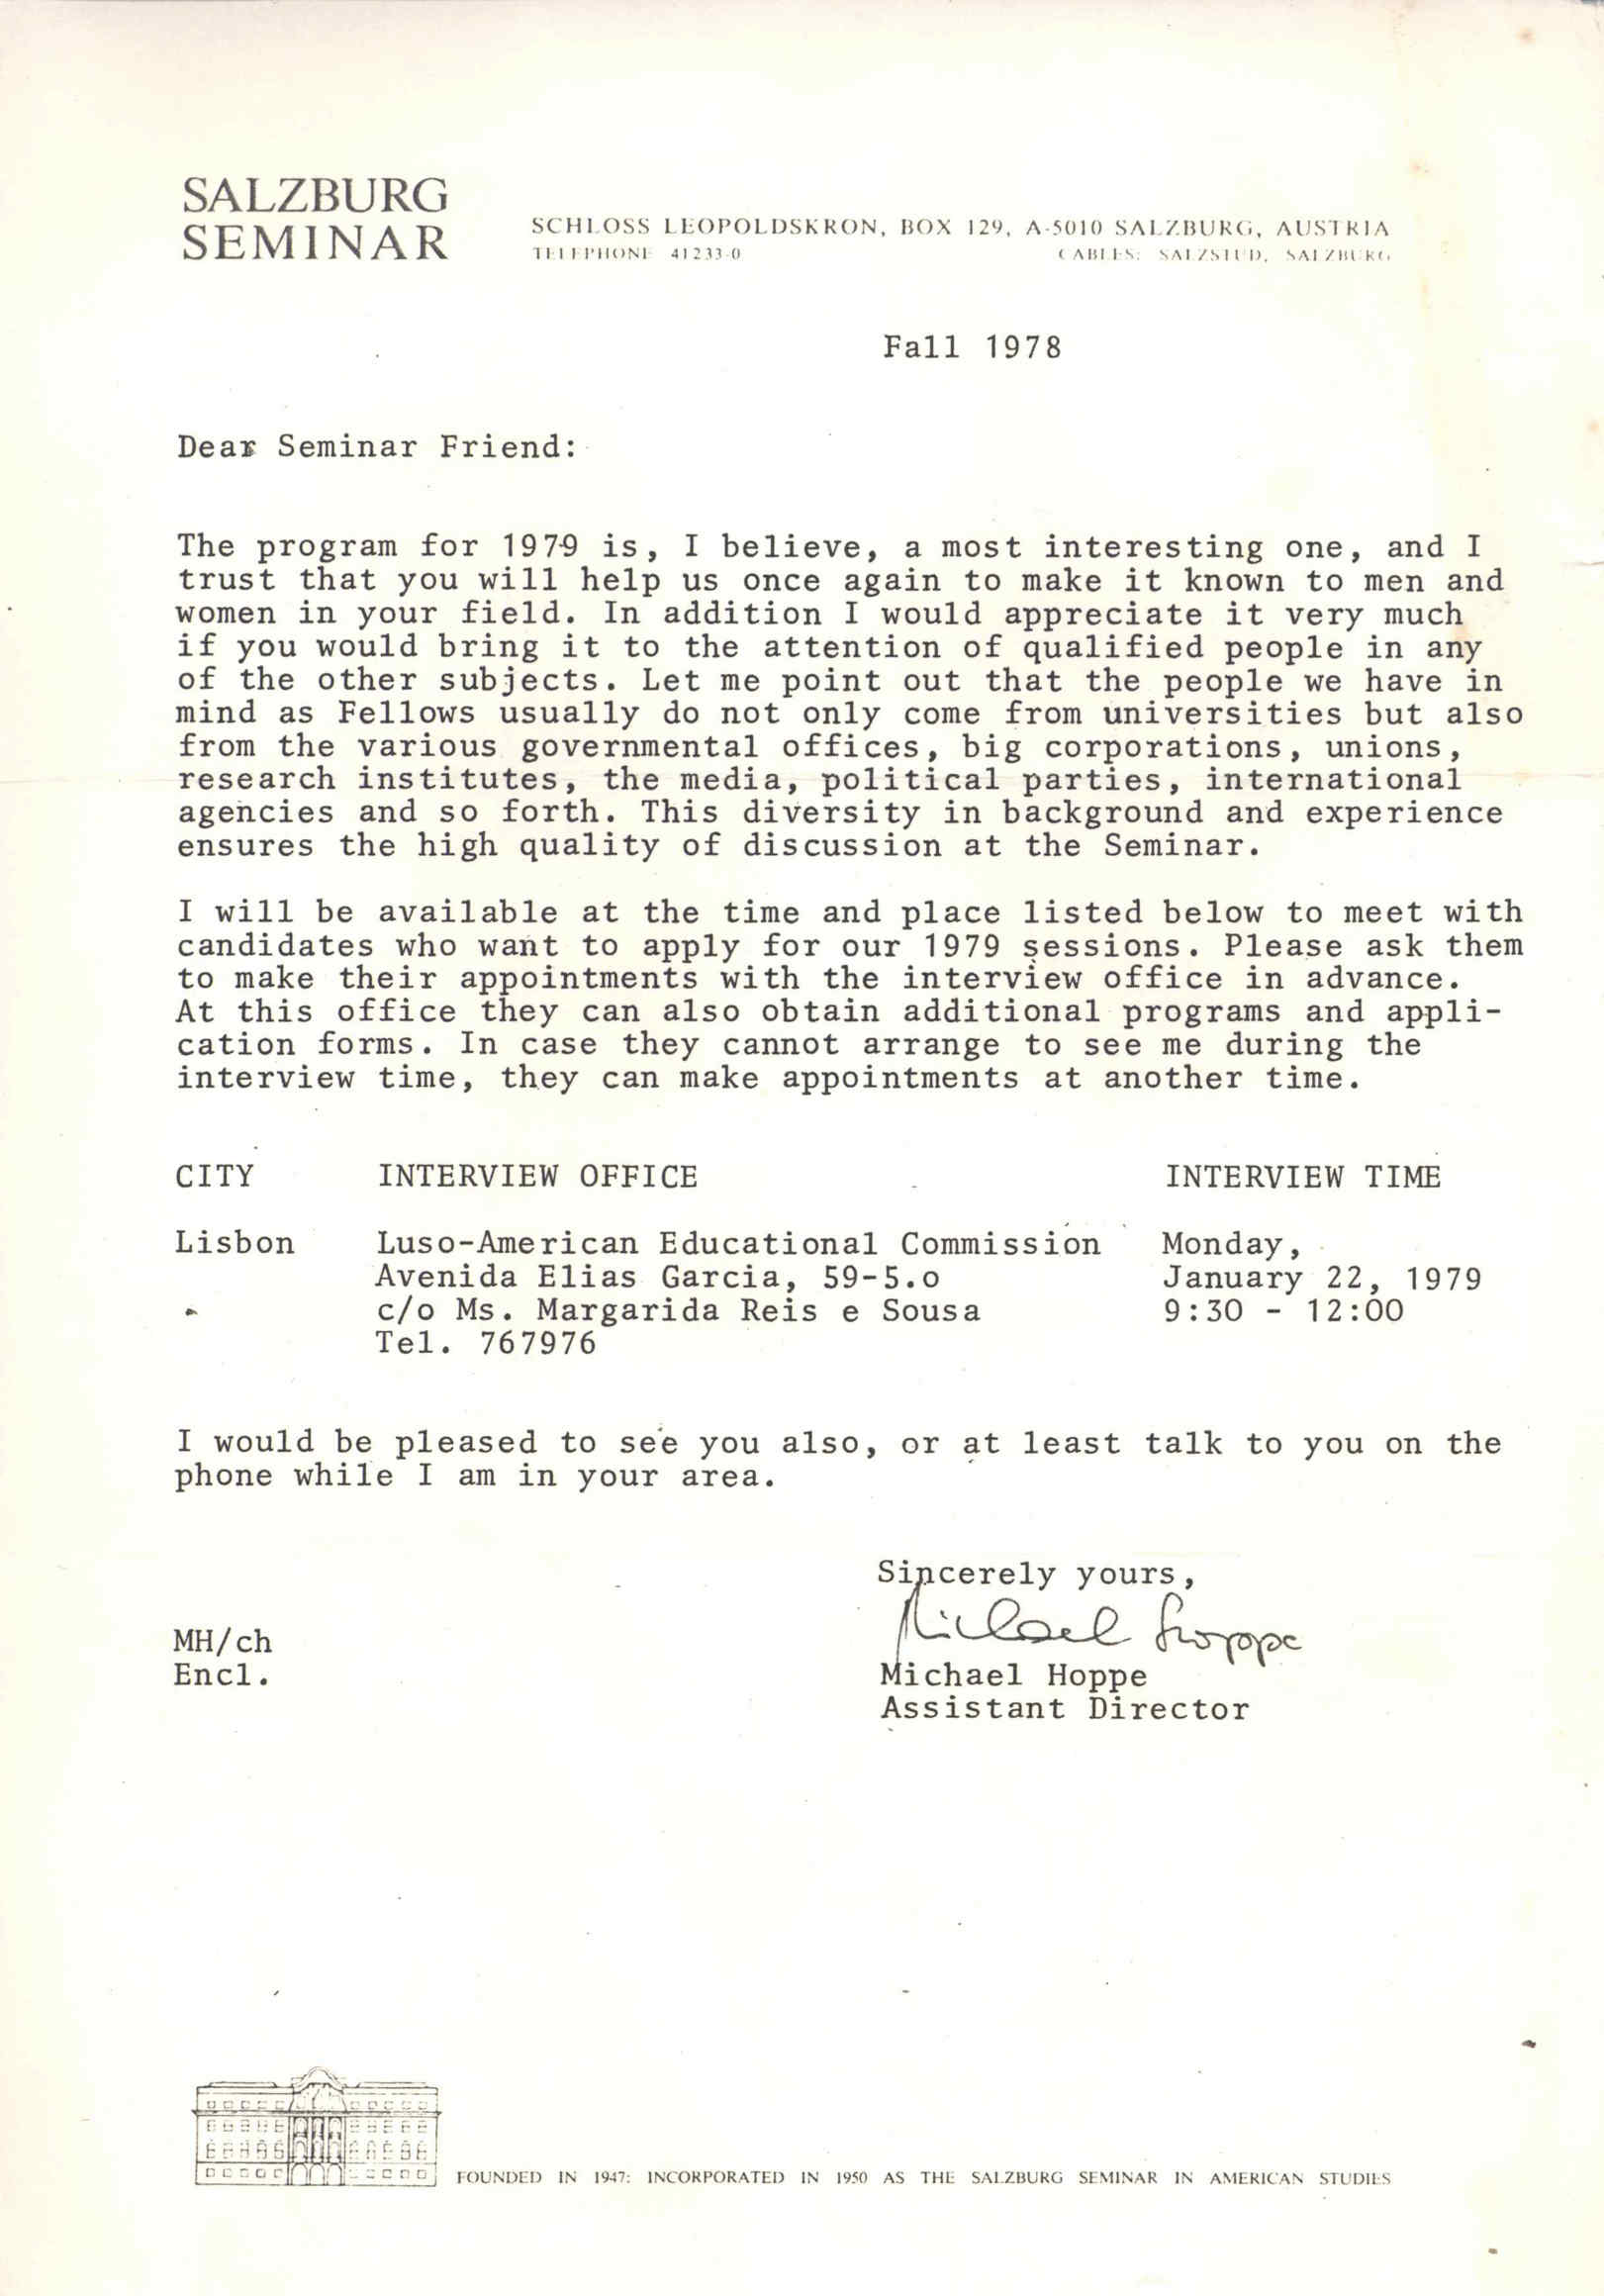 SALZBURG
SEMINAR
SCHLOSS LEOPOLDSKRON, BOX 129, A-5010 SALZBURG, AUSTRIA
TELEPHONE 41233-0 CABLES: SALZSTUD, SALZBURG
Fall 1978
Dear Seminar Friend:
The program for 1979 is, I believe, a most interesting one, and I
trust that you will help us once again to make it known to men and
women in your field. In addition I would appreciate it very much
if you would bring it to the attention of qualified people in any
of the other subjects. Let me point out that the people we have in
mind as Fellows usually do not only come from universities but also
from the various governmental offices, big corporations, unions,
research institutes, the media, political parties, international
agencies and so forth. This diversity in background and experience
ensures the high quality of discussion at the Seminar.
I will be available at the time and place listed below to meet with
candidates who want to apply for our 1979 sessions. Please ask them
to make their appointments with the interview office in advance.
At this office they can also obtain additional programs and appli-
cation forms. In case they cannot arrange to see me during the
interview time, they can make appointments at another time.
CITY INTERVIEW OFFICE INTERVIEW TIME
Lisbon Luso-American Educational Commission Monday,
Avenida Elias Garcia, 59-5.o January 22, 1979
c/o Ms. Margarida Reis e Sousa 9:30 - 12:00
Tel. 767976
I would be pleased to see you also, or at least talk to you on the
phone while I am in your area.
Sincerely yours,
Michael Hoppe
MH/ch
Encl. Michael Hoppe
Assistant Director
FOUNDED IN 1947: INCORPORATED IN 1950 AS THE SALZBURG SEMINAR IN AMERICAN STUDIES